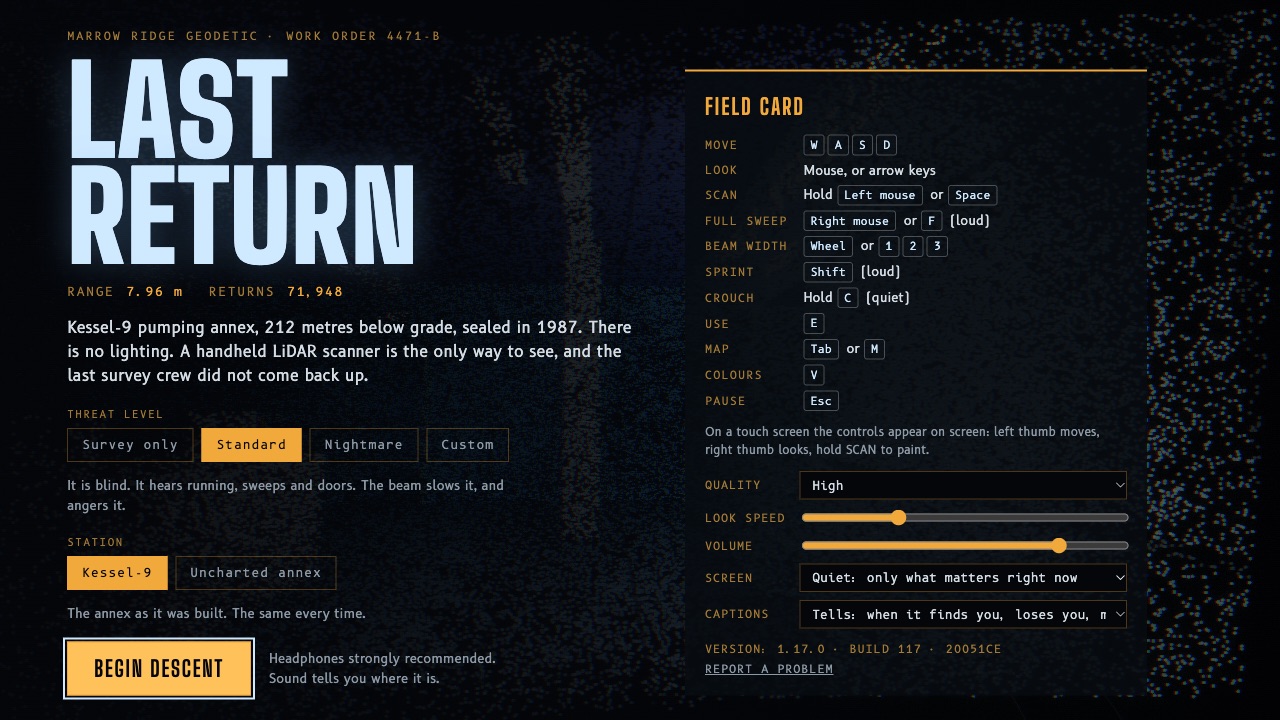 MARROW RIDGE GEODETIC · WORK ORDER 4471-B
LAST
RETURN
RANGE 7.96 m RETURNS 71,948
Kessel-9 pumping annex, 212 metres below grade, sealed in 1987. There
is no lighting. A handheld LiDAR scanner is the only way to see, and the
last survey crew did not come back up.
THREAT LEVEL
Survey only Standard Nightmare Custom
It is blind. It hears running, sweeps and doors. The beam slows it, and
angers it.
STATION
Kessel-9 Uncharted annex
The annex as it was built. The same every time.
BEGIN DESCENT
Headphones strongly recommended.
Sound tells you where it is.
FIELD CARD
MOVE W A S D
LOOK Mouse, or arrow keys
SCAN Hold Left mouse or Space
FULL SWEEP Right mouse or F (loud)
BEAM WIDTH Wheel or 1 2 3
SPRINT Shift (loud)
CROUCH Hold C (quiet)
USE E
MAP Tab or M
COLOURS V
PAUSE Esc
On a touch screen the controls appear on screen: left thumb moves,
right thumb looks, hold SCAN to paint.
QUALITY High
LOOK SPEED
VOLUME
SCREEN Quiet: only what matters right now
CAPTIONS Tells: when it finds you, loses you,
VERSION: 1.17.0 · BUILD 117 · 20051CE
REPORT A PROBLEM